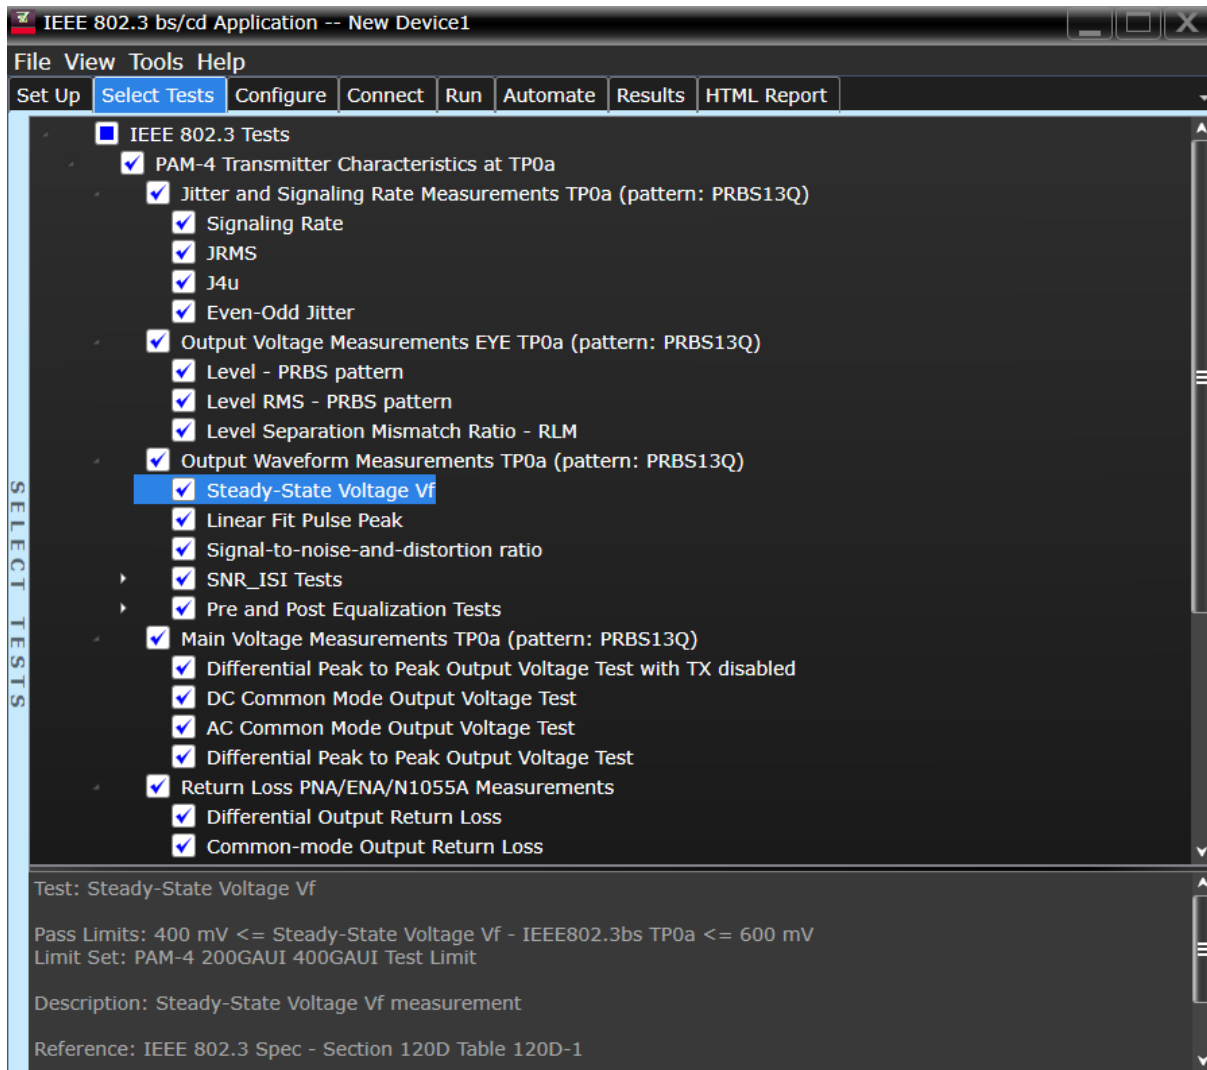 IEEE 802.3 bs/cd Application -- New Device1
File View Tools Help
Set Up Select Tests Configure Connect Run Automate Results HTML Report
IEEE 802.3 Tests
PAM-4 Transmitter Characteristics at TP0a
Jitter and Signaling Rate Measurements TP0a (pattern: PRBS13Q)
Signaling Rate
JRMS
J4u
Even-Odd Jitter
Output Voltage Measurements EYE TP0a (pattern: PRBS13Q)
Level - PRBS pattern
Level RMS - PRBS pattern
Level Separation Mismatch Ratio - RLM
Output Waveform Measurements TP0a (pattern: PRBS13Q)
Steady-State Voltage Vf
Linear Fit Pulse Peak
Signal-to-noise-and-distortion ratio
SNR_ISI Tests
Pre and Post Equalization Tests
Main Voltage Measurements TP0a (pattern: PRBS13Q)
Differential Peak to Peak Output Voltage Test with TX disabled
DC Common Mode Output Voltage Test
AC Common Mode Output Voltage Test
Differential Peak to Peak Output Voltage Test
Return Loss PNA/ENA/N1055A Measurements
Differential Output Return Loss
Common-mode Output Return Loss
SELECT TESTS
Test: Steady-State Voltage Vf
Pass Limits: 400 mV <= Steady-State Voltage Vf - IEEE802.3bs TP0a <= 600 mV
Limit Set: PAM-4 200GAUI 400GAUI Test Limit
Description: Steady-State Voltage Vf measurement
Reference: IEEE 802.3 Spec - Section 120D Table 120D-1